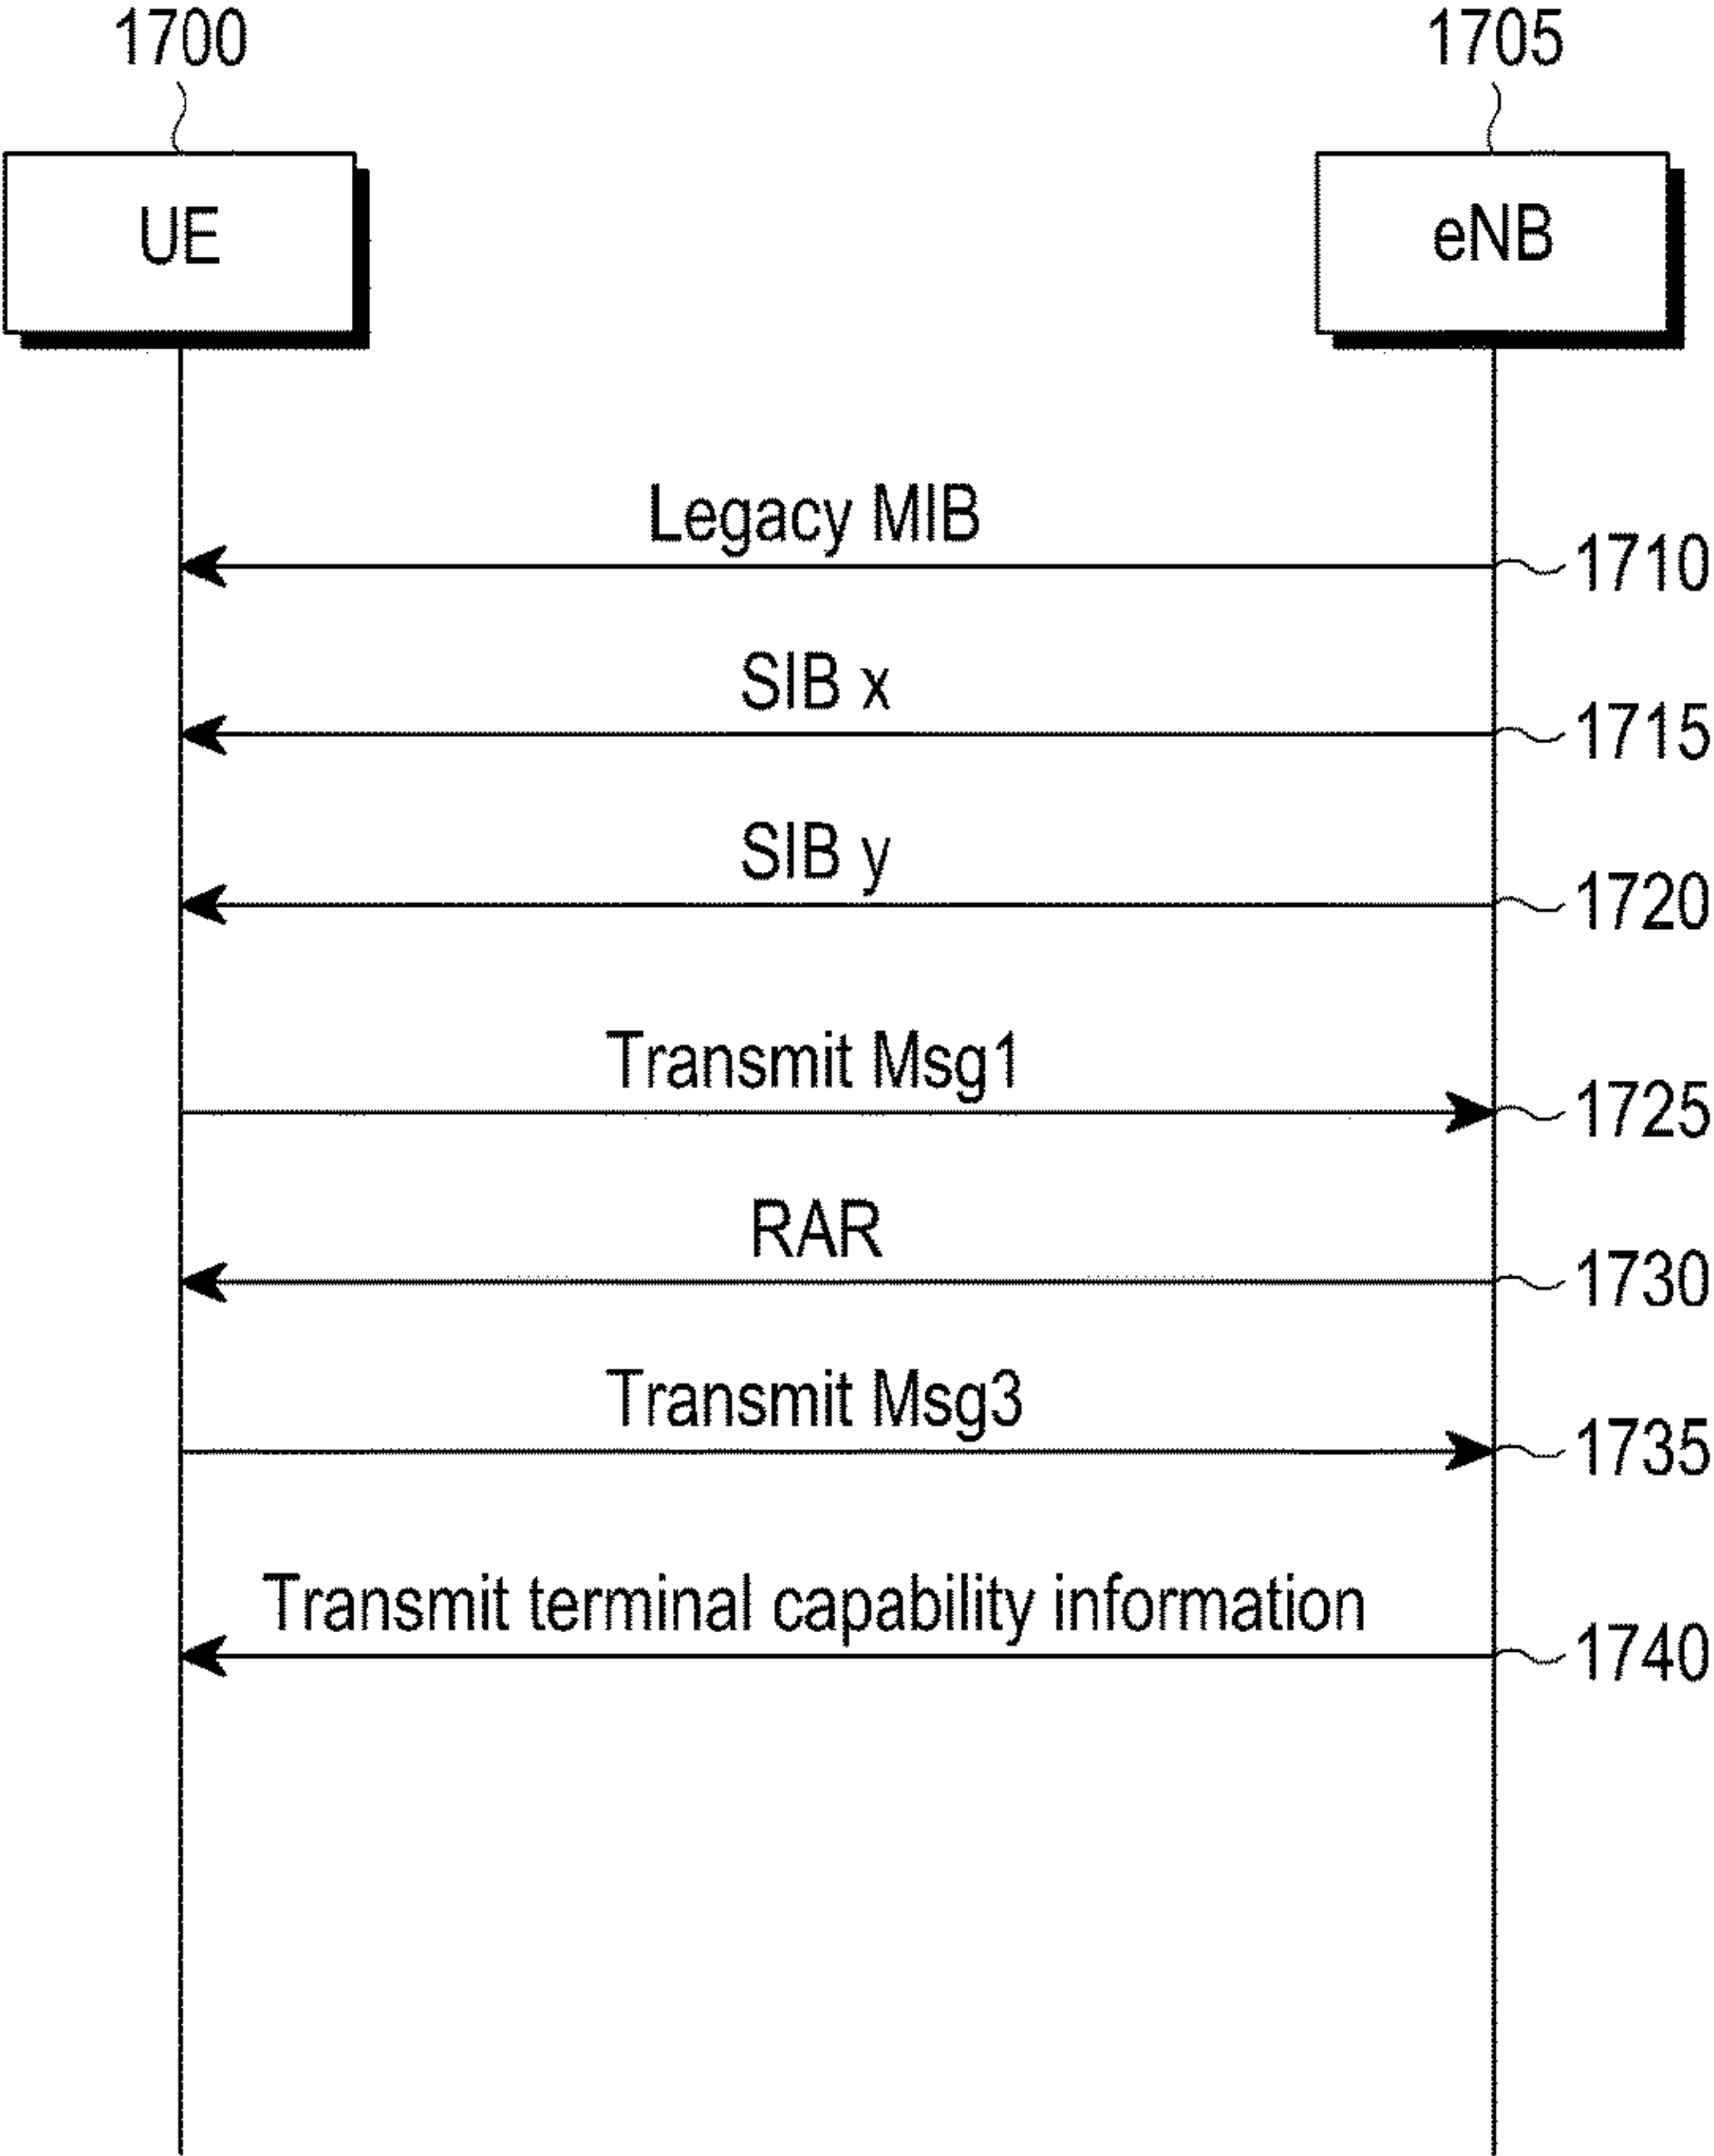 1700 1705
UE eNB
Legacy MIB
1710
SIB x
1715
SIB y
1720
Transmit Msg1
1725
RAR
1730
Transmit Msg3
1735
Transmit terminal capability information
1740